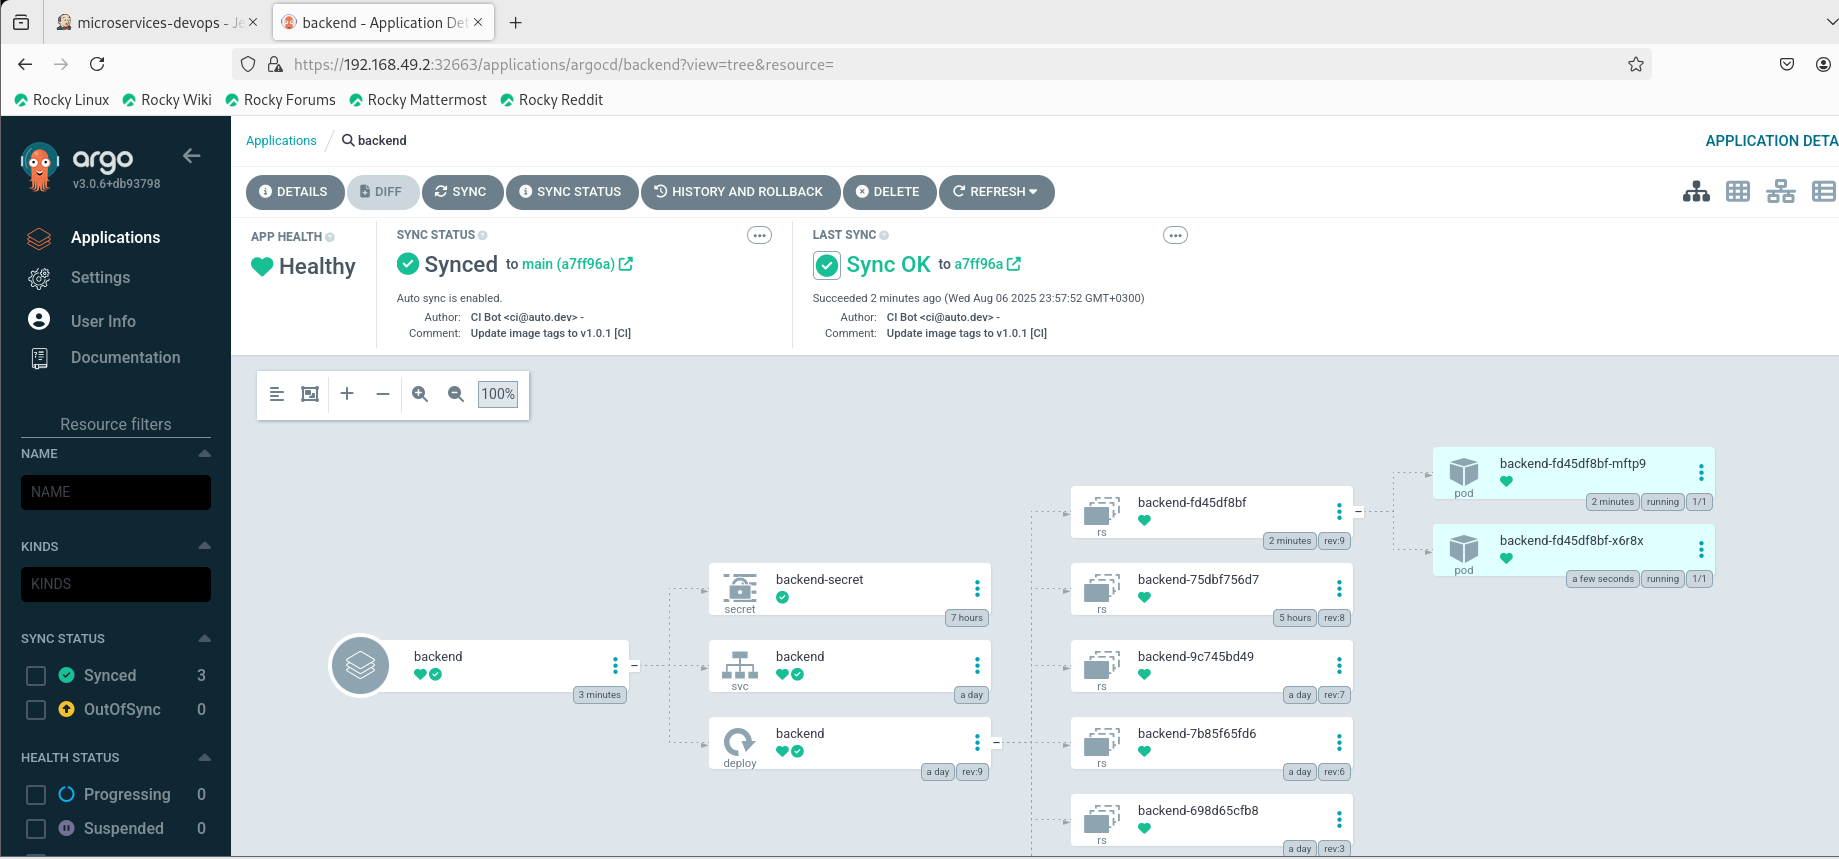 microservices-devops - Je
backend - Application Det
https://192.168.49.2:32663/applications/argocd/backend?view=tree&resource=
Rocky Linux Rocky Wiki Rocky Forums Rocky Mattermost Rocky Reddit
argo
v3.0.6+db93798
Applications
Settings
User Info
Documentation
Resource filters
NAME
NAME
KINDS
KINDS
SYNC STATUS
Synced 3
OutOfSync 0
HEALTH STATUS
Progressing 0
Suspended 0
Applications / backend
APPLICATION DETA
DETAILS DIFF SYNC SYNC STATUS HISTORY AND ROLLBACK DELETE REFRESH
APP HEALTH
Healthy
SYNC STATUS
Synced to main (a7ff96a)
Auto sync is enabled.
Author: CI Bot <ci@auto.dev> -
Comment: Update image tags to v1.0.1 [CI]
LAST SYNC
Sync OK to a7ff96a
Succeeded 2 minutes ago (Wed Aug 06 2025 23:57:52 GMT+0300)
Author: CI Bot <ci@auto.dev> -
Comment: Update image tags to v1.0.1 [CI]
100%
backend
3 minutes
backend-secret
secret
7 hours
backend
svc
a day
backend
deploy
a day rev:9
backend-fd45df8bf
rs
2 minutes rev:9
backend-75dbf756d7
rs
5 hours rev:8
backend-9c745bd49
rs
a day rev:7
backend-7b85f65fd6
rs
a day rev:6
backend-698d65cfb8
rs
a day rev:3
backend-fd45df8bf-mftp9
pod
2 minutes running 1/1
backend-fd45df8bf-x6r8x
pod
a few seconds running 1/1